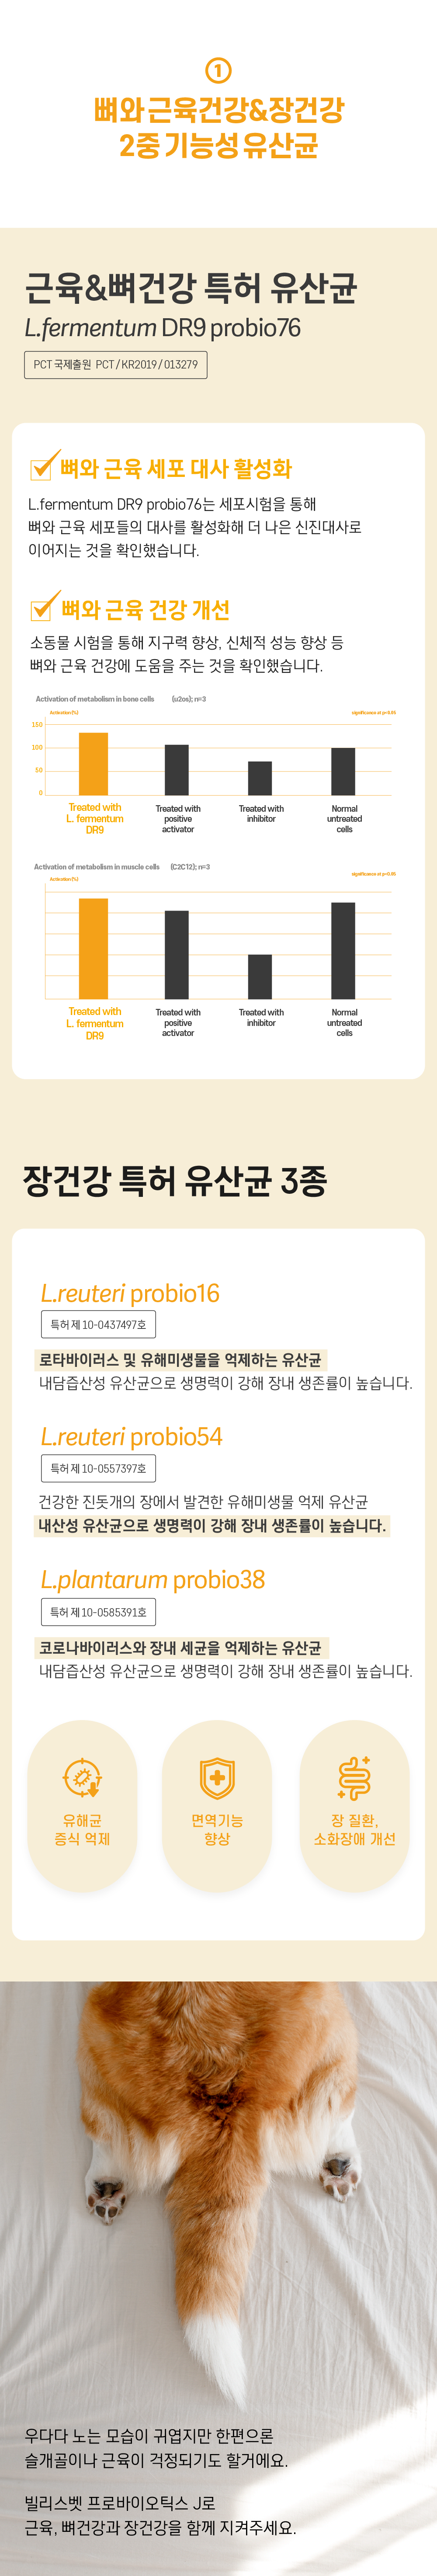 1
뼈와 근육건강&장건강
2중 기능성 유산균
근육&뼈건강 특허 유산균
L.fermentum DR9 probio76
PCT 국제출원 PCT / KR2019 / 013279
뼈와 근육 세포 대사 활성화
L.fermentum DR9 probio76는 세포시험을 통해
뼈와 근육 세포들의 대사를 활성화해 더 나은 신진대사로
이어지는 것을 확인했습니다.
뼈와 근육 건강 개선
소동물 시험을 통해 지구력 향상, 신체적 성능 향상 등
뼈와 근육 건강에 도움을 주는 것을 확인했습니다.
Activation of metabolism in bone cells (u2os); n=3
Activation (%) significance at p< 0.05
150
100
50
0
Treated with L. fermentum DR9
Treated with positive activator
Treated with inhibitor
Normal untreated cells
Activation of metabolism in muscle cells (C2C12); n=3
Activation (%) significance at p<0.05
Treated with L. fermentum DR9
Treated with positive activator
Treated with inhibitor
Normal untreated cells
장건강 특허 유산균 3종
L.reuteri probio16
특허 제 10-0437497호
로타바이러스 및 유해미생물을 억제하는 유산균
내담즙산성 유산균으로 생명력이 강해 장내 생존률이 높습니다.
L.reuteri probio54
특허 제 10-0557397호
건강한 진돗개의 장에서 발견한 유해미생물 억제 유산균
내산성 유산균으로 생명력이 강해 장내 생존률이 높습니다.
L.plantarum probio38
특허 제 10-0585391호
코로나바이러스와 장내 세균을 억제하는 유산균
내담즙산성 유산균으로 생명력이 강해 장내 생존률이 높습니다.
유해균
증식 억제
면역기능
향상
장 질환,
소화장애 개선
우다다 노는 모습이 귀엽지만 한편으론
슬개골이나 근육이 걱정되기도 할거에요.
빌리스벳 프로바이오틱스 J로
근육, 뼈건강과 장건강을 함께 지켜주세요.